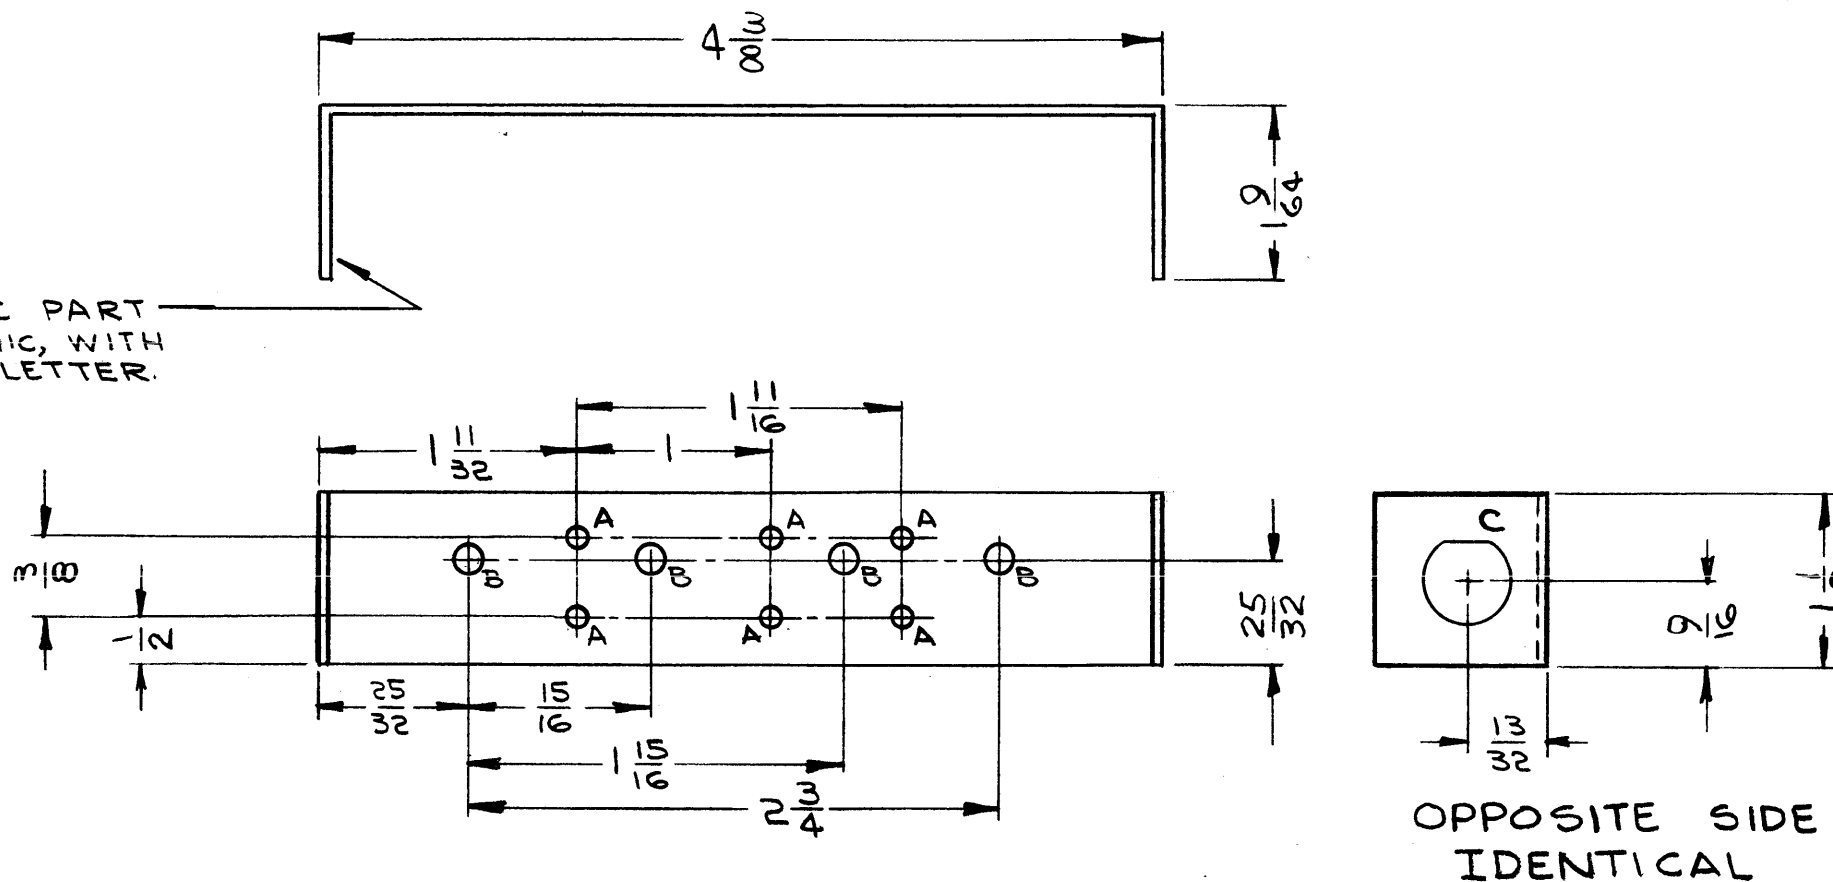 4 3/8
1 9/64
PART
WITH
LETTER.
1 11/16
1 11/32
1
A A A
3/8
B B B B
A A A
1/2
25/32
25/32
15/16
1 15/16
2 3/4
C
9/16
13/32
OPPOSITE SIDE
IDENTICAL